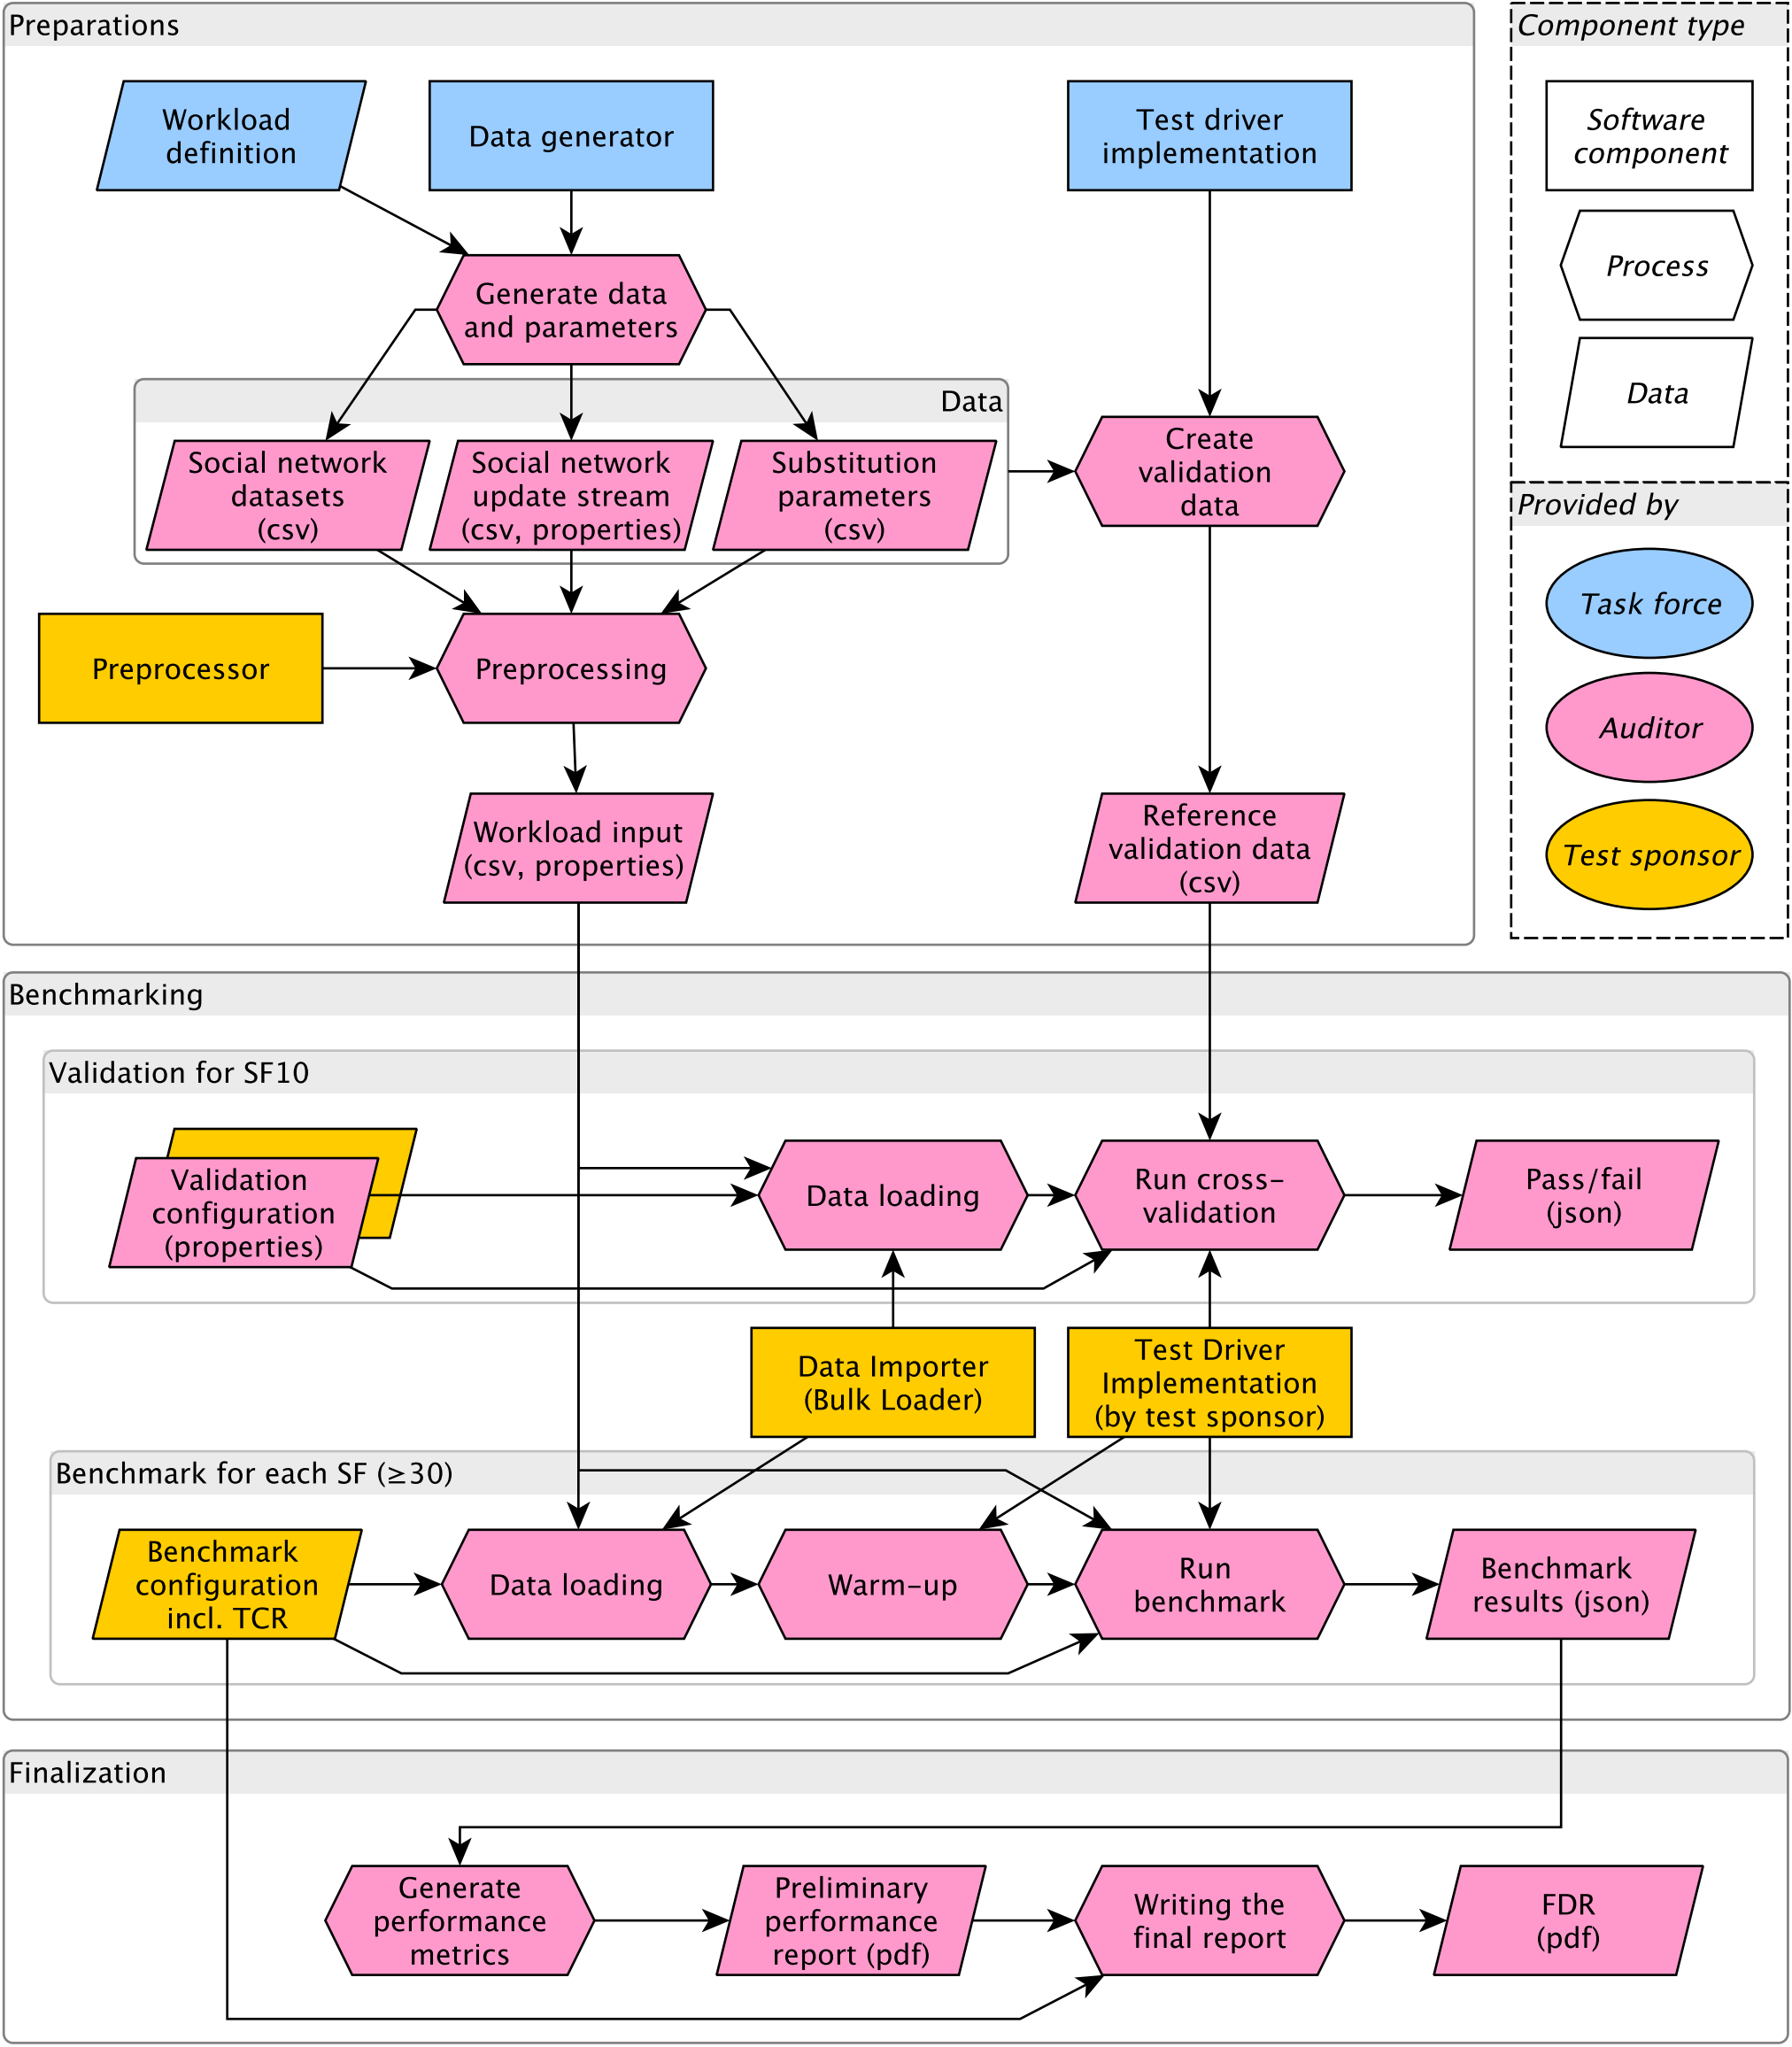 Preparations
Workload
definition
Data generator
Test driver
implementation
Generate data
and parameters
Data
Social network
datasets
(csv)
Social network
update stream
(csv, properties)
Substitution
parameters
(csv)
Create
validation
data
Preprocessor
Preprocessing
Workload input
(csv, properties)
Reference
validation data
(csv)
Component type
Software
component
Process
Data
Provided by
Task force
Auditor
Test sponsor
Benchmarking
Validation for SF10
Validation
configuration
(properties)
Data loading
Run cross-
validation
Pass/fail
(json)
Data Importer
(Bulk Loader)
Test Driver
Implementation
(by test sponsor)
Benchmark for each SF (≥30)
Benchmark
configuration
incl. TCR
Data loading
Warm-up
Run
benchmark
Benchmark
results (json)
Finalization
Generate
performance
metrics
Preliminary
performance
report (pdf)
Writing the
final report
FDR
(pdf)